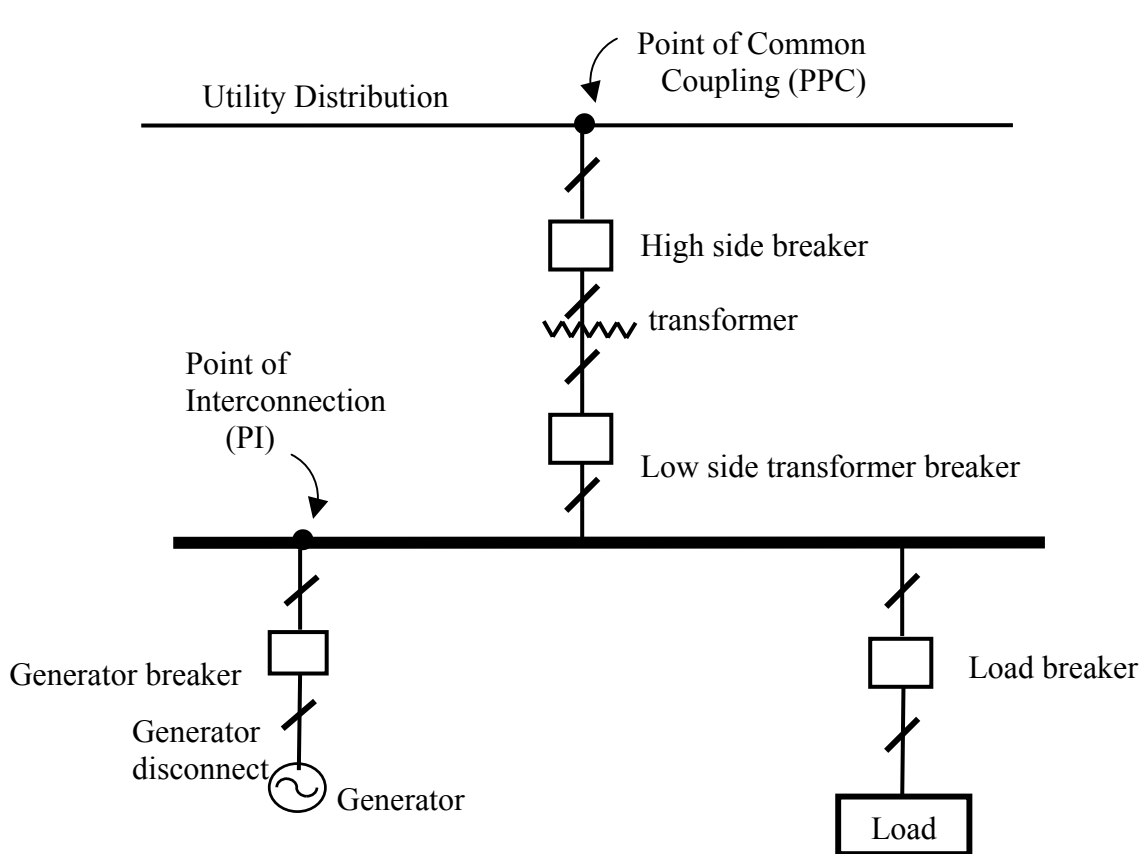 Point of Common
Coupling (PPC)
Utility Distribution
High side breaker
transformer
Point of
Interconnection
(PI)
Low side transformer breaker
Generator breaker
Load breaker
Generator
disconnect
Generator
Load